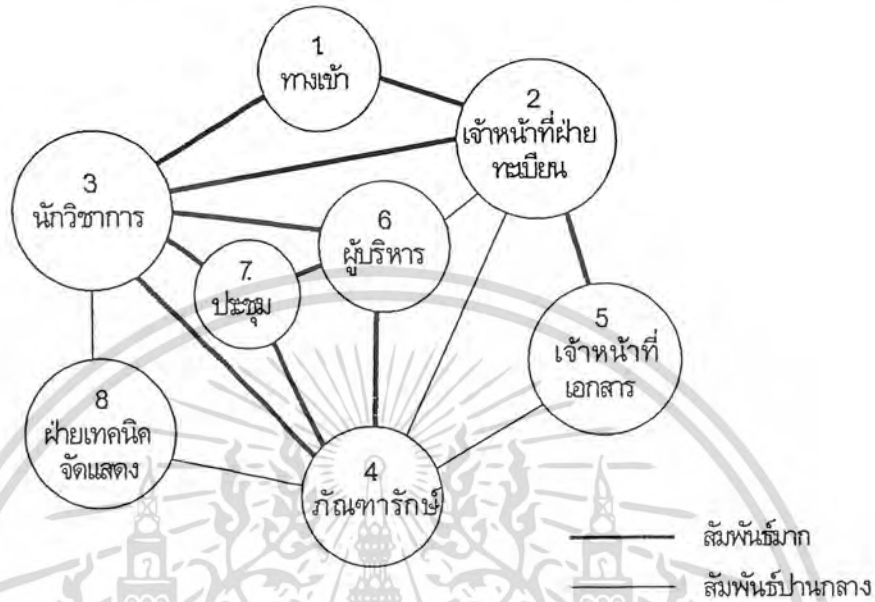 1
ทางเข้า
2
เจ้าหน้าที่ฝ่าย
ทะเบียน
3
นักวิชาการ
6
ผู้บริหาร
7.
ประชุม
5
เจ้าหน้าที่
เอกสาร
8
ฝ่ายเทคนิค
จัดแสดง
4
ภัณฑารักษ์
สัมพันธ์มาก
สัมพันธ์ปานกลาง